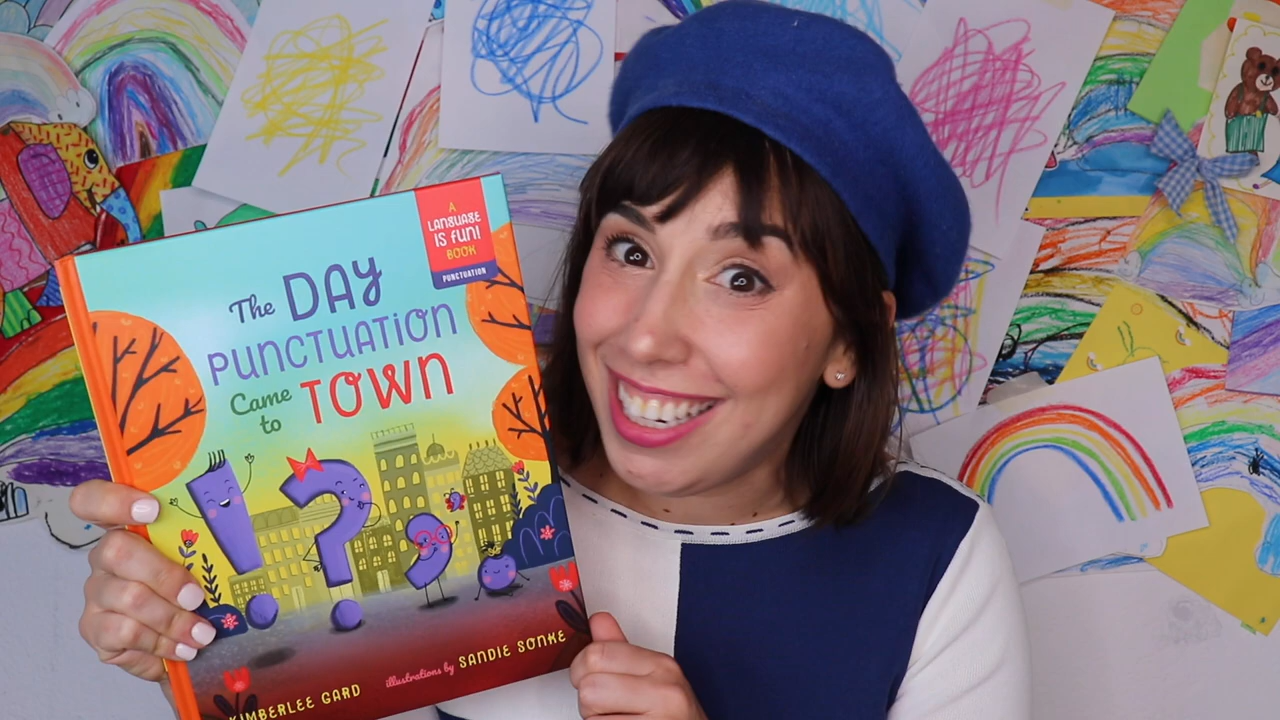 A
LANGUAGE
IS FUN!
BOOK
PUNCTUATION
The DAY
PUNCTUATION
Came TOWN
to
KIMBERLEE GARD
illustrations by SANDIE SONKE